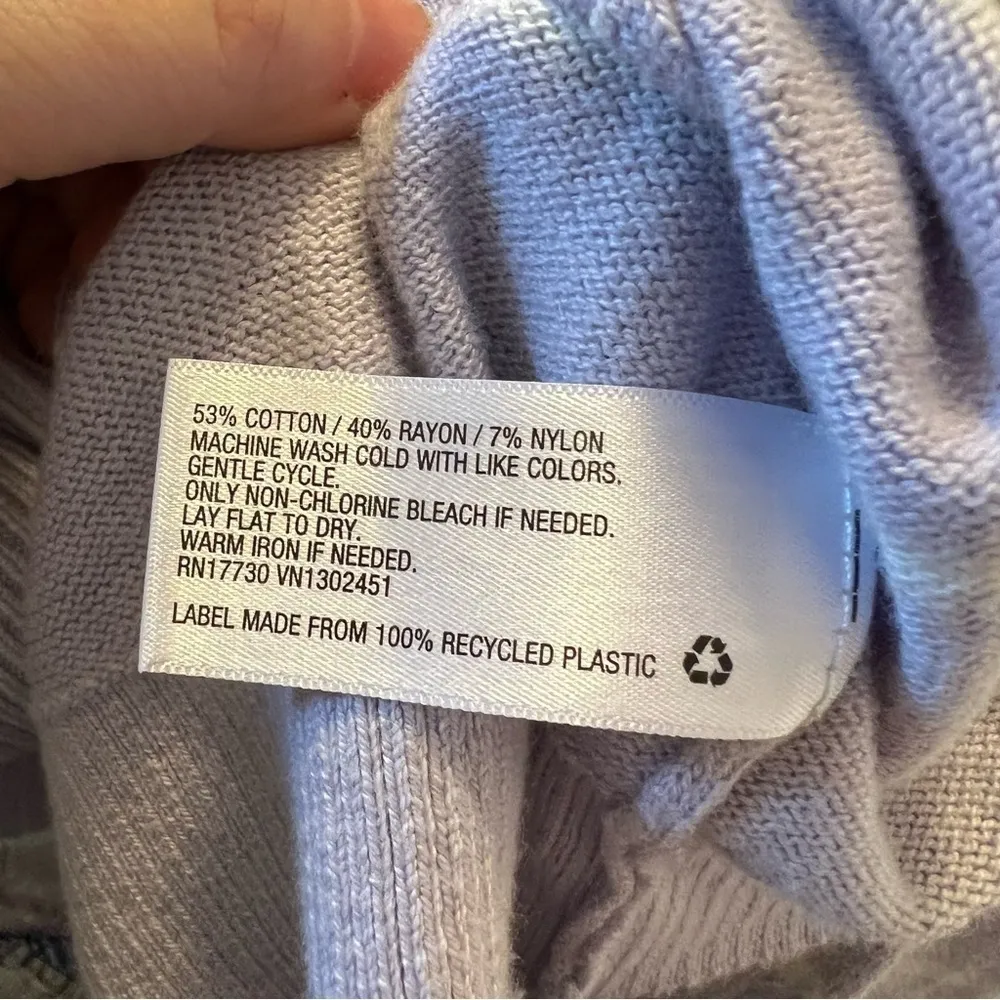 53% COTTON / 40% RAYON / 7% NYLON
MACHINE WASH COLD WITH LIKE COLORS.
GENTLE CYCLE.
ONLY NON-CHLORINE BLEACH IF NEEDED.
LAY FLAT TO DRY.
WARM IRON IF NEEDED.
RN17730 VN1302451
LABEL MADE FROM 100% RECYCLED PLASTIC